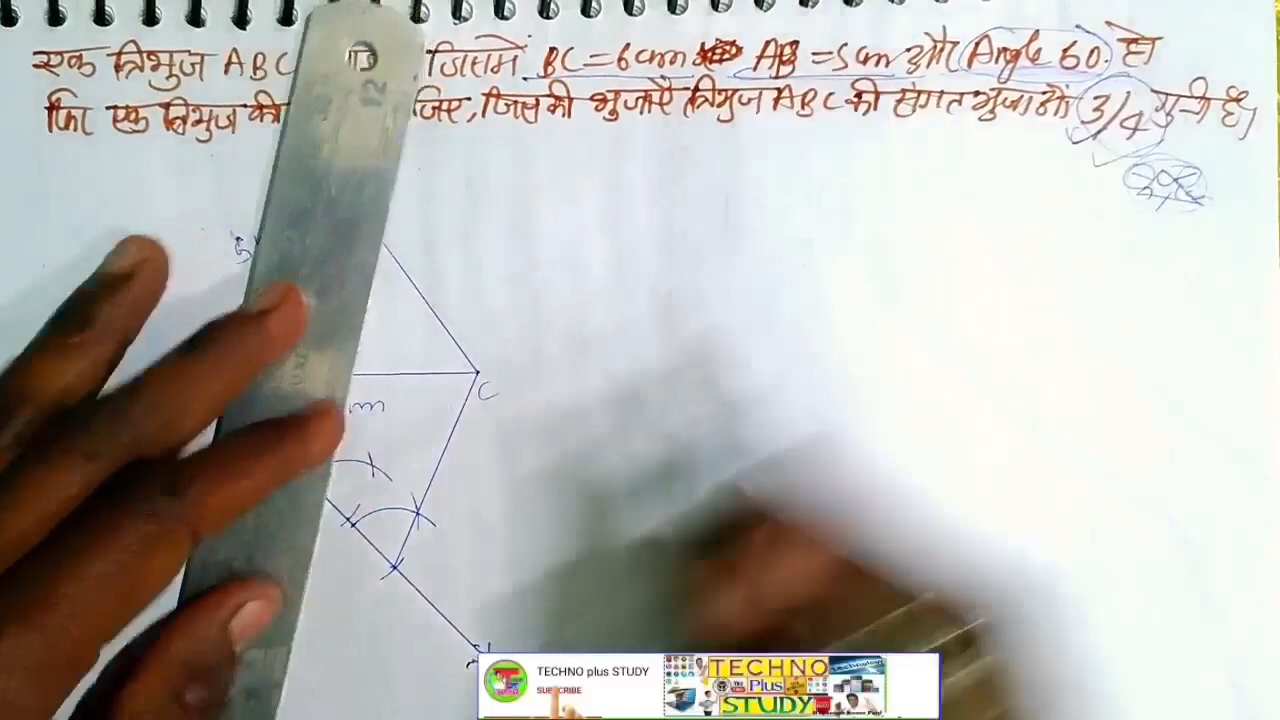 एक त्रिभुज ABC जिसमें BC = 6cm AB = 5cm और Angle 60. हो
फिर एक त्रिभुज की जिए, जिसकी भुजाएँ त्रिभुज ABC की संगत भुजाओं 3/4 गुनी है।
12
C
m
TECHNO plus STUDY
SUBSCRIBE
TECHNO
Plus
STUDY